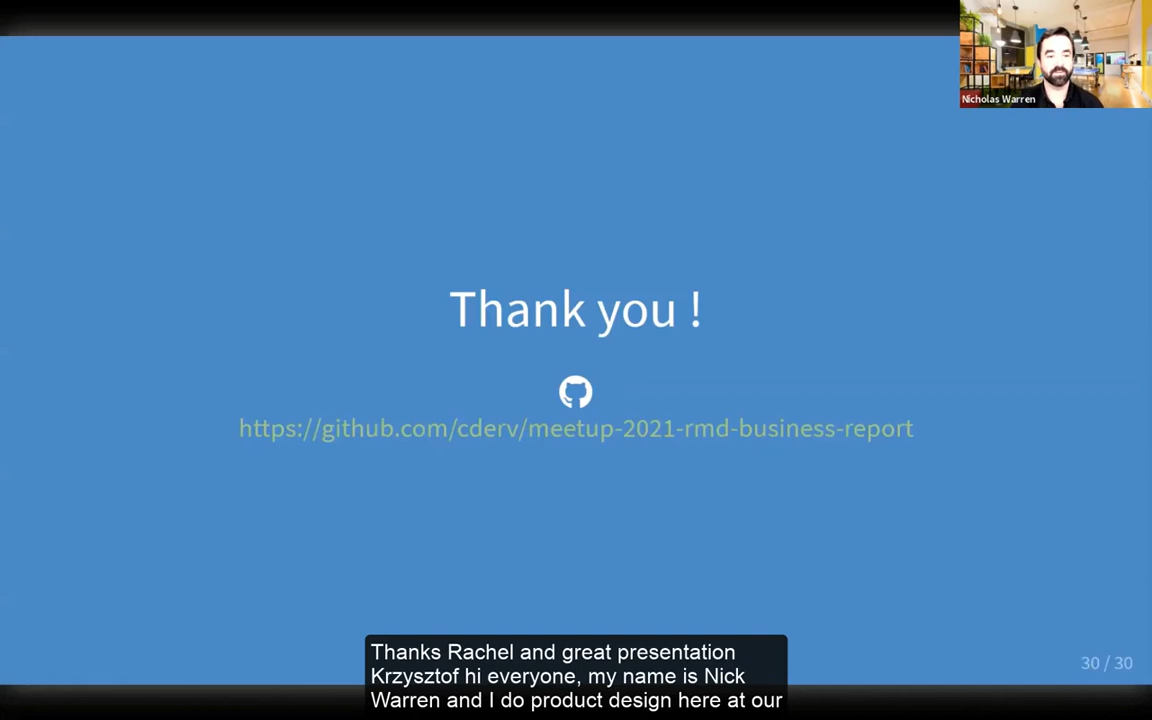 Nicholas Warren
Thank you !
https://github.com/cderv/meetup-2021-rmd-business-report
30 / 30
Thanks Rachel and great presentation
Krzysztof hi everyone, my name is Nick
Warren and I do product design here at our